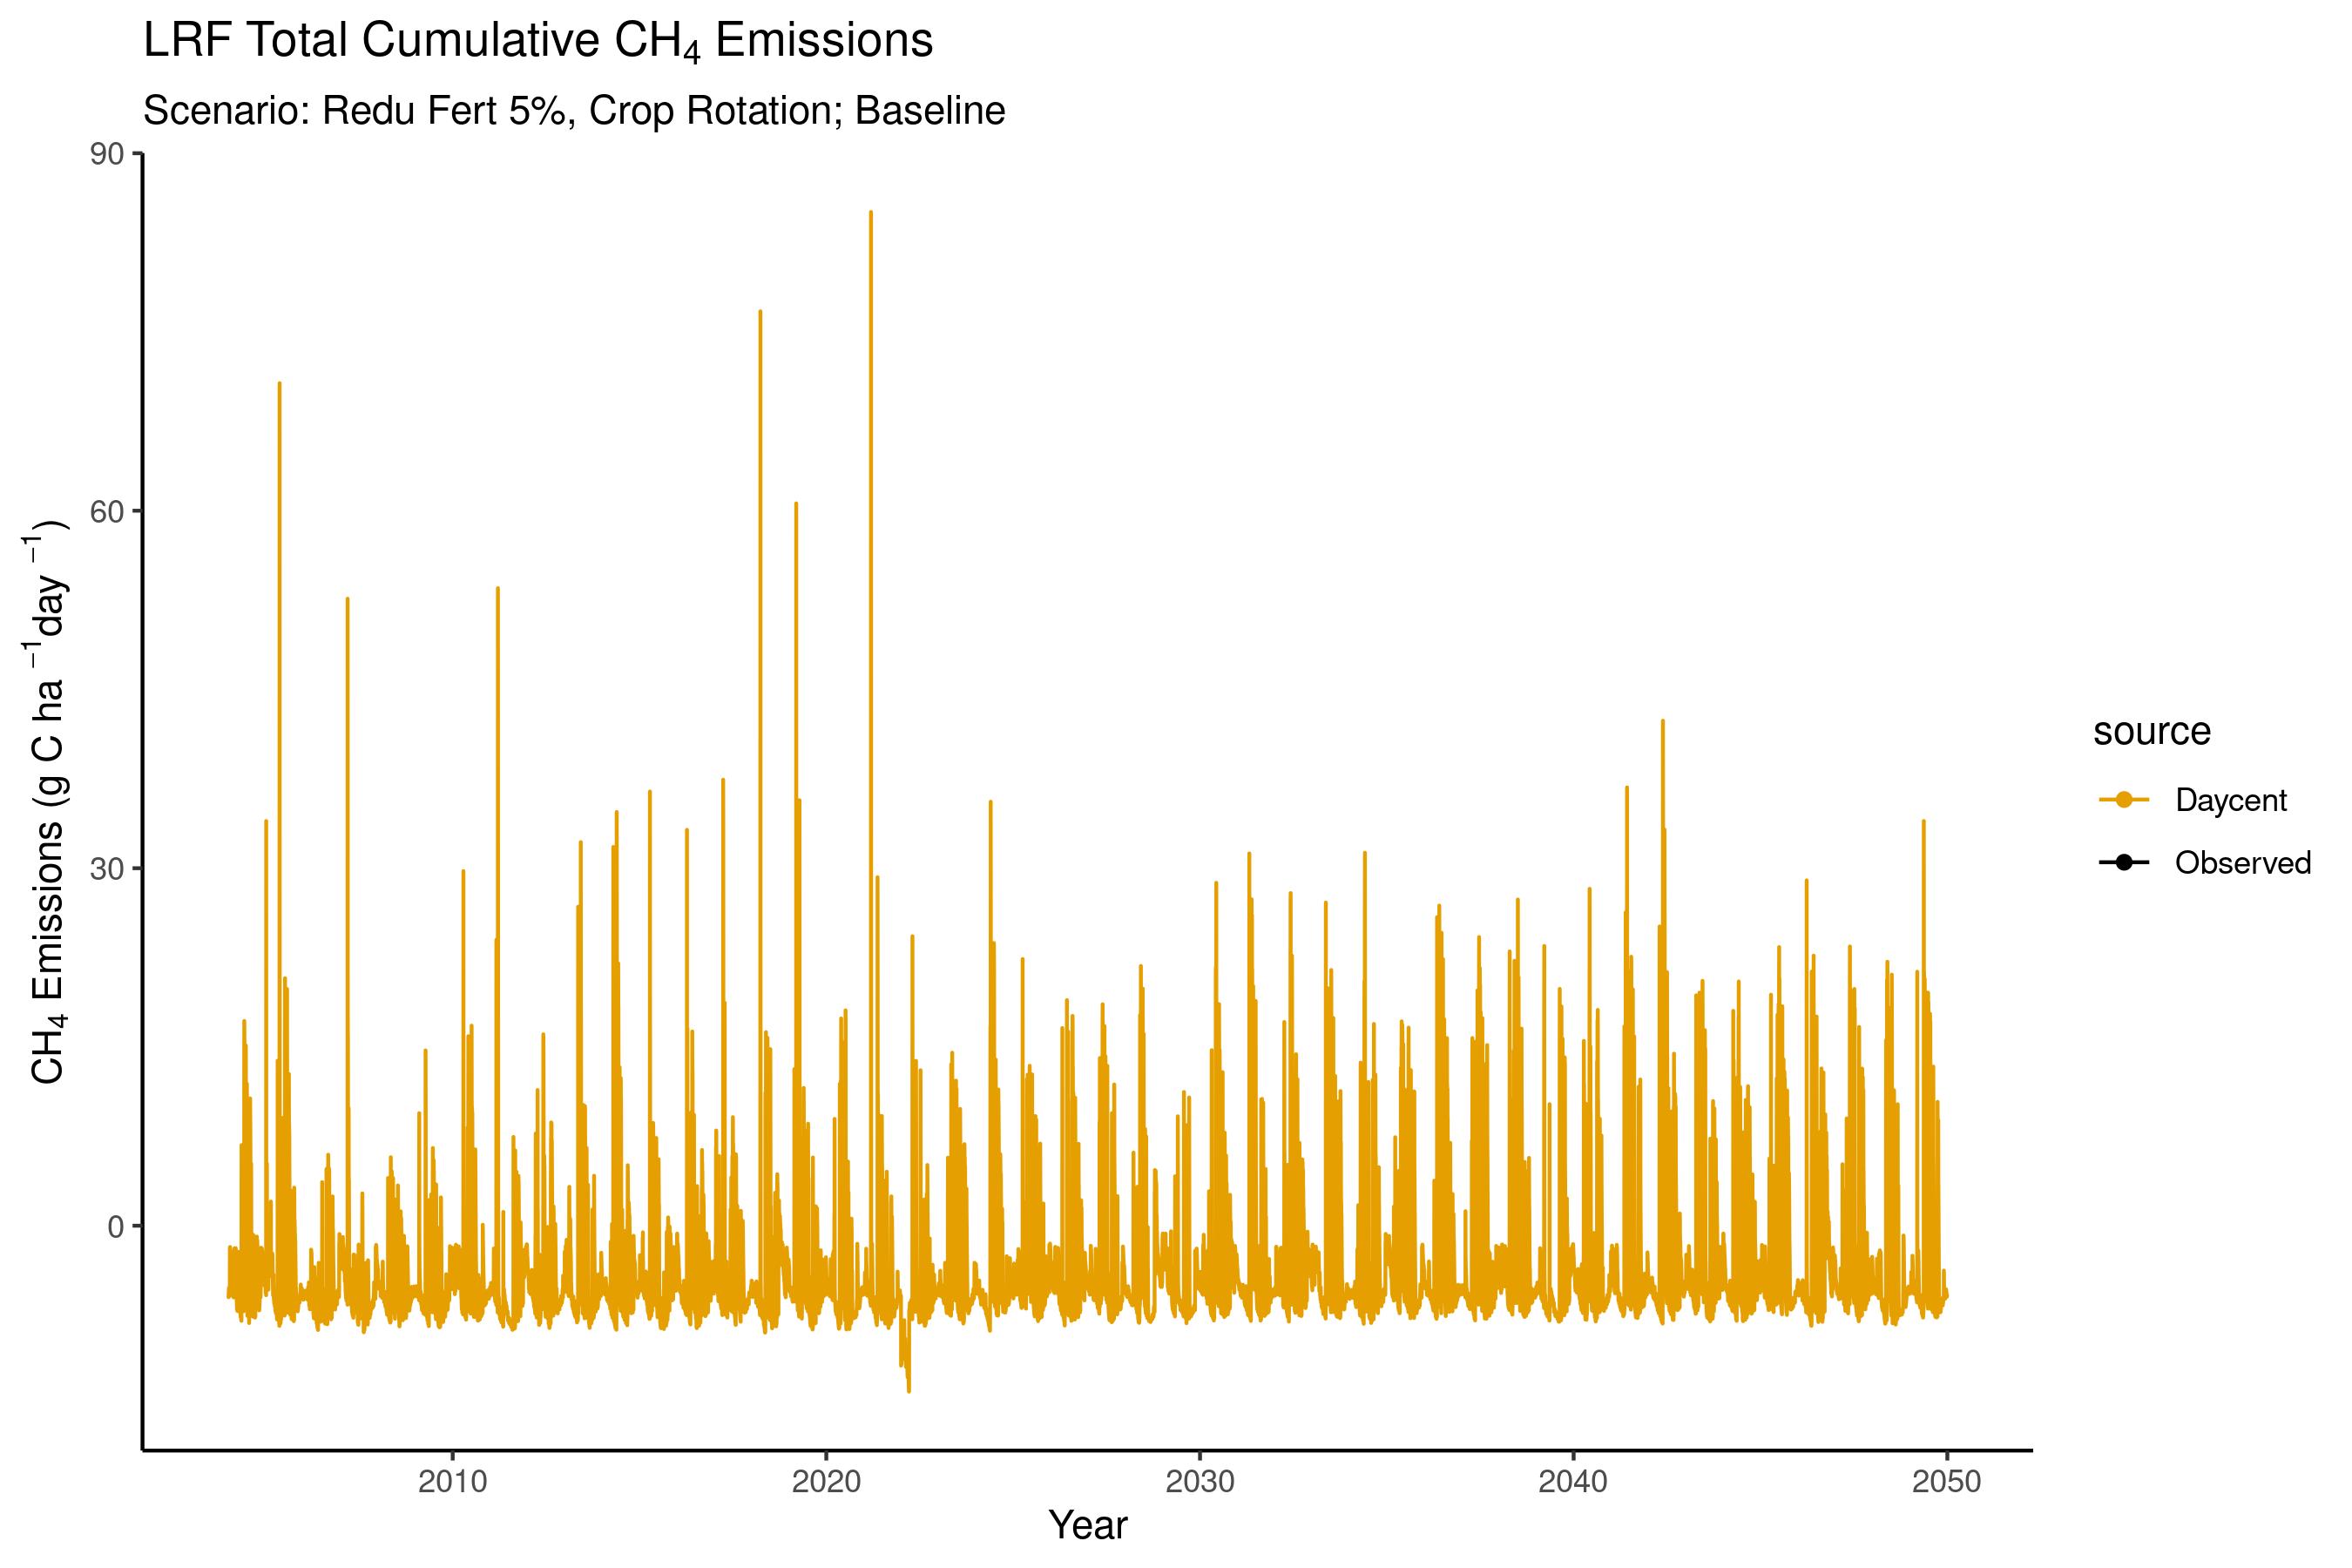 LRF Total Cumulative CH₄ Emissions
Scenario: Redu Fert 5%, Crop Rotation; Baseline
CH₄ Emissions (g C ha ⁻¹day ⁻¹)
90
60
30
0
2010 2020 2030 2040 2050
Year
source
Daycent
Observed